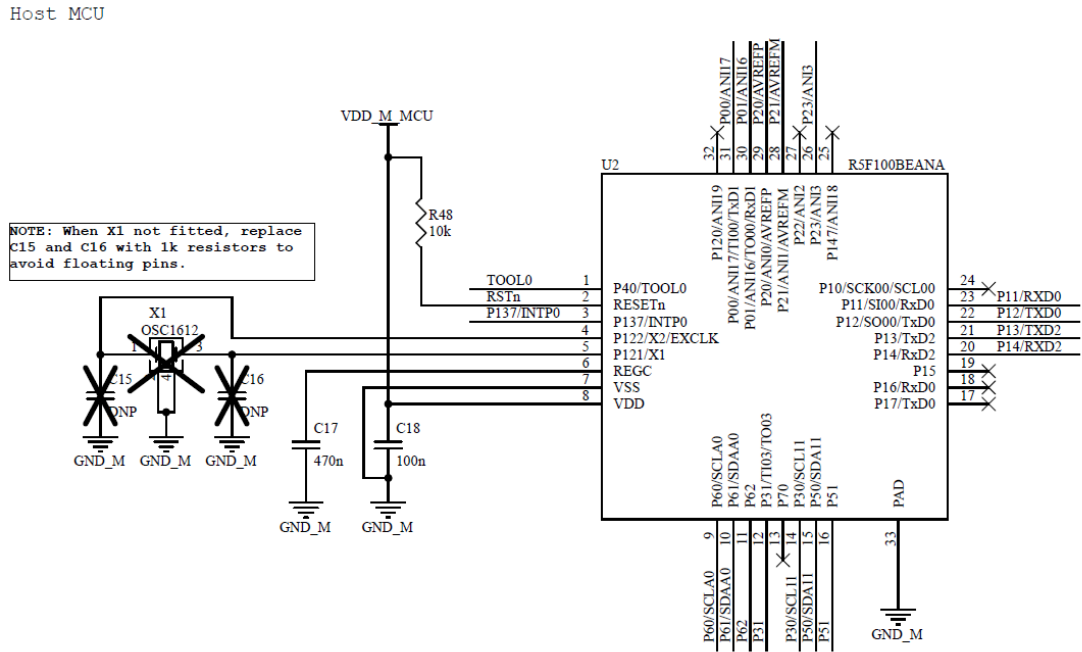 Host MCU
VDD_M_MCU
R48
10k
NOTE: When X1 not fitted, replace
C15 and C16 with 1k resistors to
avoid floating pins.
X1
OSC1612
1
3
4
C15
DNP
C16
DNP
GND_M
GND_M
GND_M
C17
470n
GND_M
C18
100n
GND_M
U2
R5F100BEANA
TOOL0
1
P40/TOOL0
RSTn
2
RESETn
P137/INTP0
3
P137/INTP0
4
P122/X2/EXCLK
5
P121/X1
6
REGC
7
VSS
8
VDD
32
P120/ANI19
P00/ANI17
31
P00/ANI17/TI00/TxD1
P01/ANI16
30
P01/ANI16/TO00/RxD1
P20/AVREFP
29
P20/ANI0/AVREFP
P21/AVREFM
28
P21/ANI1/AVREFM
27
P22/ANI2
P23/ANI3
26
P23/ANI3
25
P147/ANI18
P10/SCK00/SCL00
24
P11/SI00/RxD0
23
P11/RXD0
P12/SO00/TxD0
22
P12/TXD0
P13/TxD2
21
P13/TXD2
P14/RxD2
20
P14/RXD2
P15
19
P16/RxD0
18
P17/TxD0
17
P60/SCLA0
9
P60/SCLA0
P61/SDAA0
10
P61/SDAA0
P62
11
P62
P31/TI03/TO03
12
P31
P70
13
P30/SCL11
14
P30/SCL11
P50/SDA11
15
P50/SDA11
P51
16
P51
PAD
33
GND_M